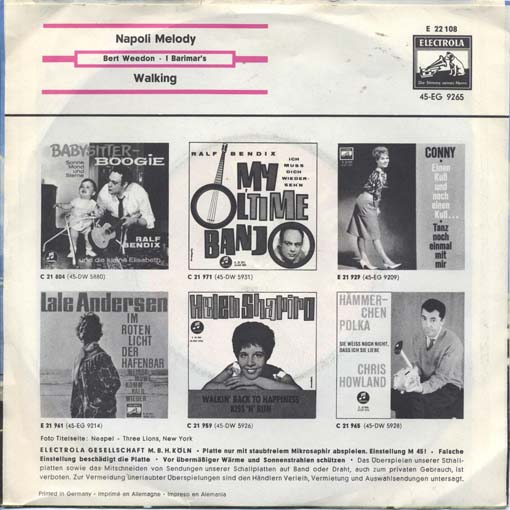 Napoli Melody
Bert Weedon · I Barimar's
Walking
E 22 108
ELECTROLA
Die Stimme seines Herrn
45-EG 9265
BABYSITTER-
BOOGIE
Sonne,
Mond und
Sterne
RALF
BENDIX
und die kleine Elisabeth
C 21 804 (45-DW 5880)
RALF BENDIX
ICH
MUSS
DICH
WIEDER-
SEH'N
MY
OLTIME
BANJO
C 21 971 (45-DW 5931)
CONNY
Einen
Kuß
und
noch
einen
Kuß...
Tanz
noch
einmal
mit
mir
E 21 929 (45-EG 9209)
Lale Andersen
IM
ROTEN
LICHT
DER
HAFENBAR
MÖWE
KOMM
BALD
WIEDER
E 21 961 (45-EG 9214)
Helen Shapiro
WALKIN' BACK TO HAPPINESS
KISS 'N' RUN
C 21 959 (45-DW 5926)
HÄMMER-
CHEN
POLKA
SIE WEISS NOCH NICHT,
DASS ICH SIE LIEBE
CHRIS
HOWLAND
C 21 965 (45-DW 5928)
Foto Titelseite: Neapel - Three Lions, New York
ELECTROLA GESELLSCHAFT M.B.H. KÖLN - Platte nur mit staubfreiem Mikrosaphir abspielen. Einstellung M 45! - Falsche
Einstellung beschädigt die Platte · Vor übermäßiger Wärme und Sonnenstrahlen schützen · Das Überspielen unserer Schall-
platten sowie das Mitschneiden von Sendungen unserer Schallplatten auf Band oder Draht, auch zum privaten Gebrauch, ist
verboten. Zur Vermeidung unerlaubter Überspielungen sind den Händlern Verleih, Vermietung und Auswahlsendungen untersagt.
Printed in Germany · Imprimé en Allemagne · Impreso en Alemania